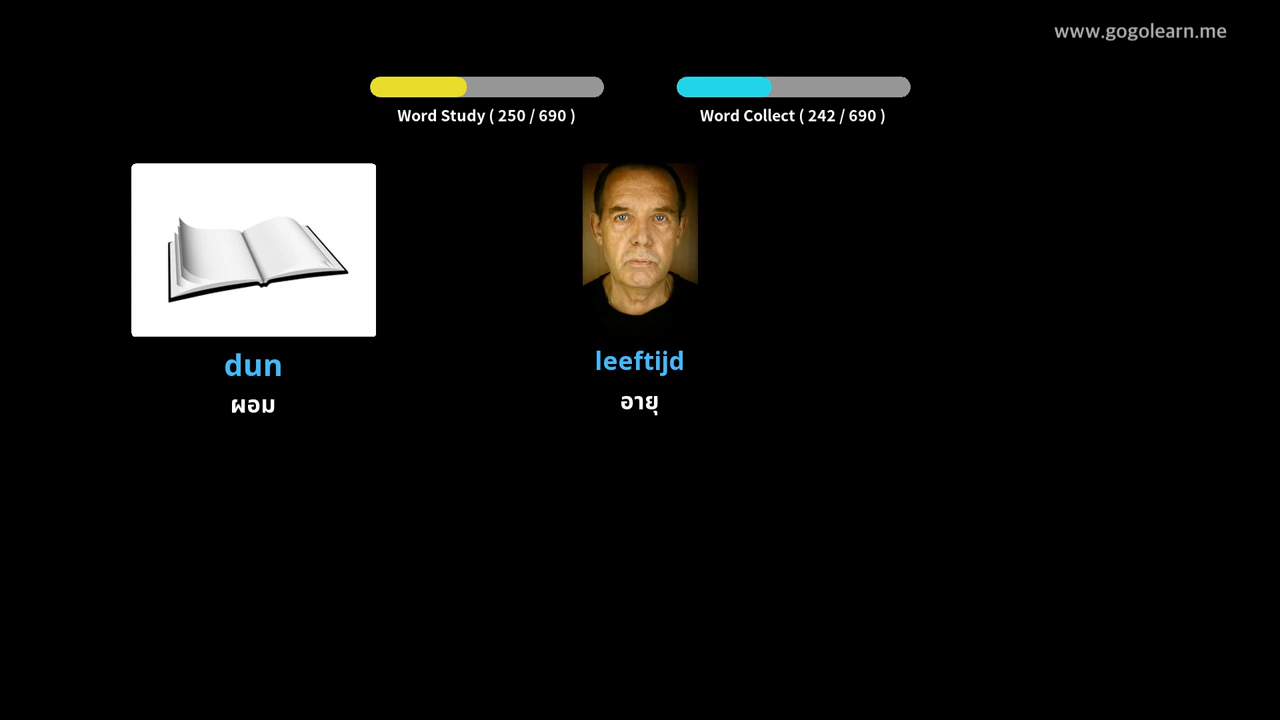 www.gogolearn.me
Word Study ( 250 / 690 )
Word Collect ( 242 / 690 )
dun
ผอม
leeftijd
อายุ